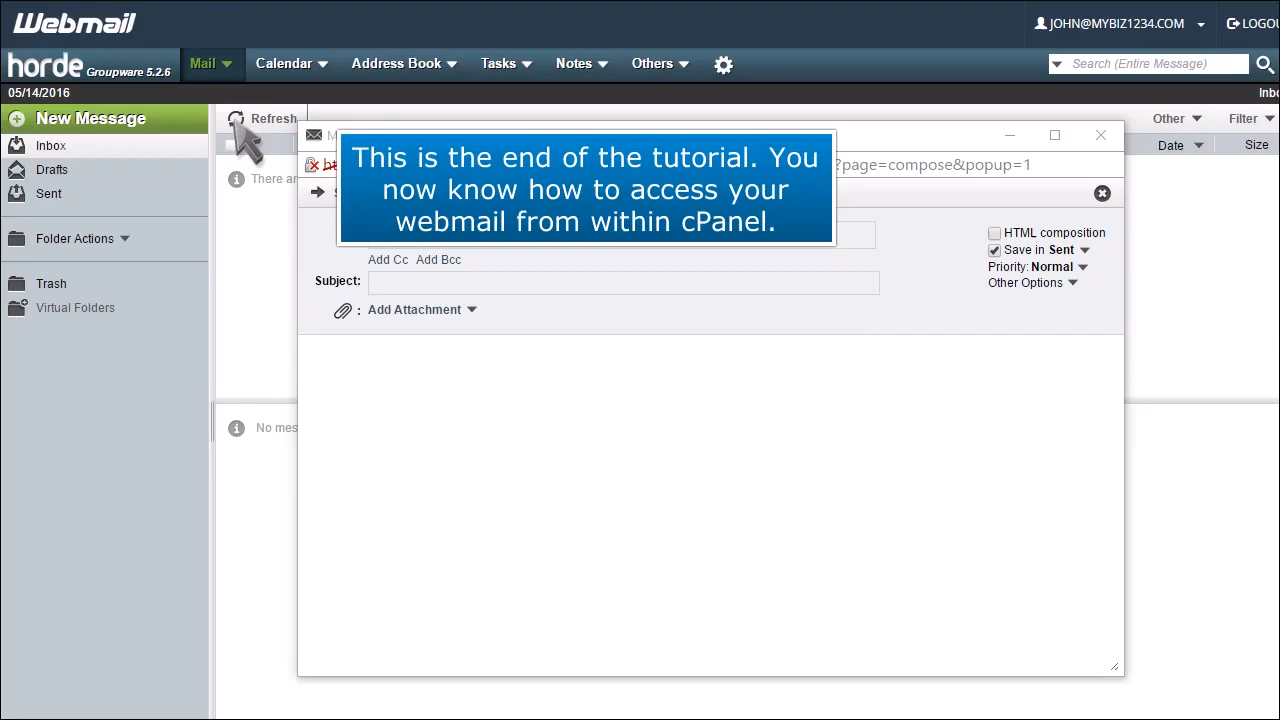 Webmail
JOHN@MYBIZ1234.COM
LOGOU
horde Groupware 5.2.6
Mail
Calendar
Address Book
Tasks
Notes
Others
Search (Entire Message)
05/14/2016
Inbo
New Message
Refresh
Other
Filter
Inbox
Date
Size
Drafts
Sent
There ar
This is the end of the tutorial. You
now know how to access your
webmail from within cPanel.
?page=compose&popup=1
HTML composition
Folder Actions
Save in Sent
Add Cc Add Bcc
Priority: Normal
Subject:
Other Options
Trash
Virtual Folders
: Add Attachment
No mes